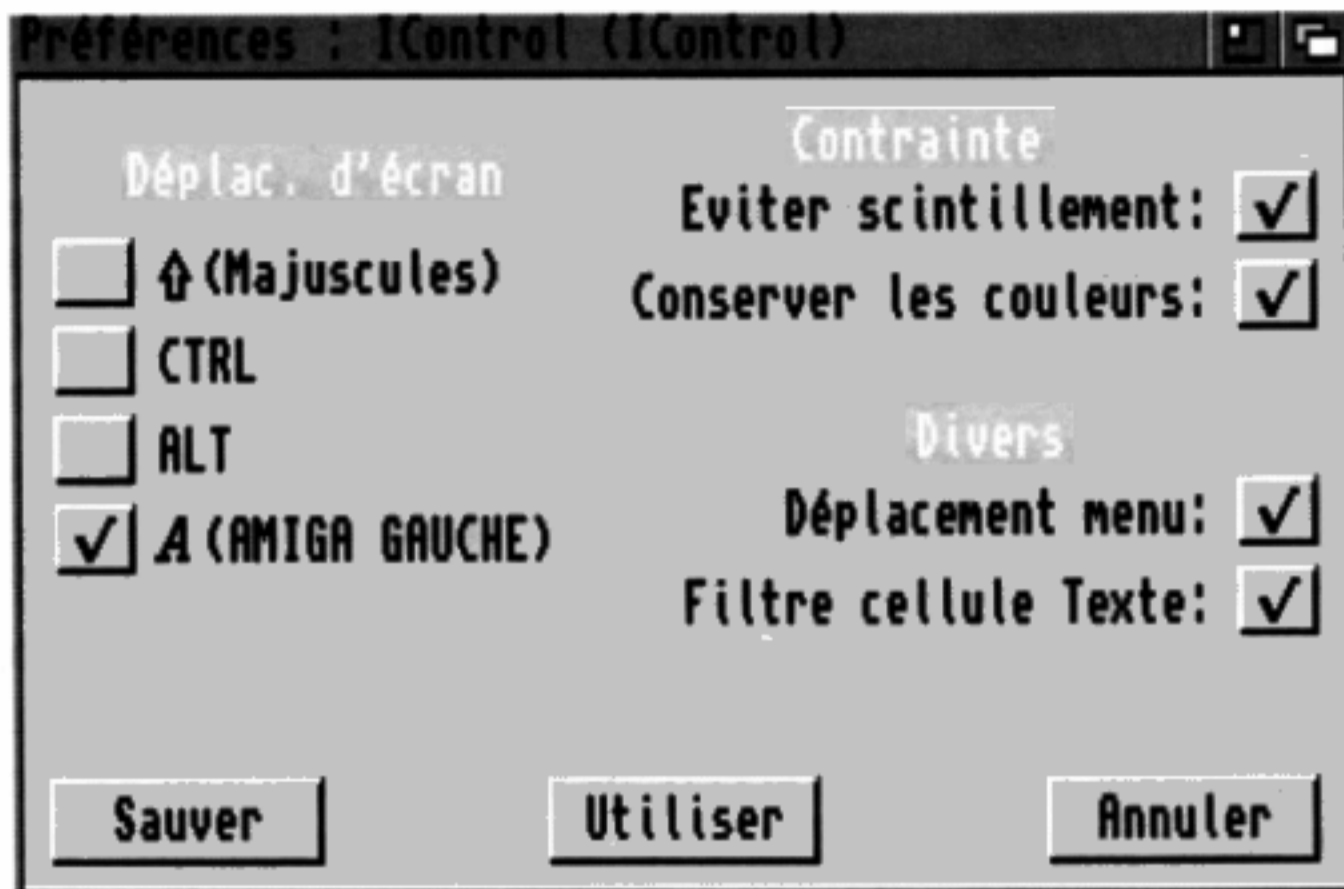 Préférences : IControl (IControl)
Déplac. d'écran
⇧(Majuscules)
CTRL
ALT
A(AMIGA GAUCHE)
Contrainte
Eviter scintillement:
Conserver les couleurs:
Divers
Déplacement menu:
Filtre cellule Texte:
Sauver
Utiliser
Annuler